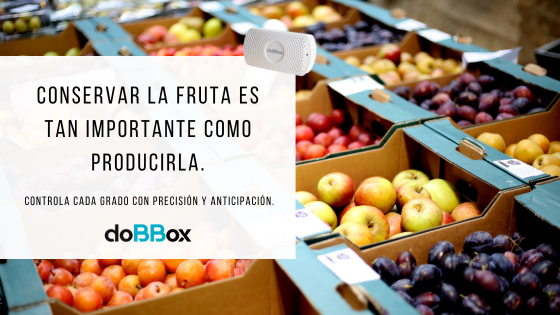 CONSERVAR LA FRUTA ES
TAN IMPORTANTE COMO
PRODUCIRLA.
CONTROLA CADA GRADO CON PRECISIÓN Y ANTICIPACIÓN.
doBBox